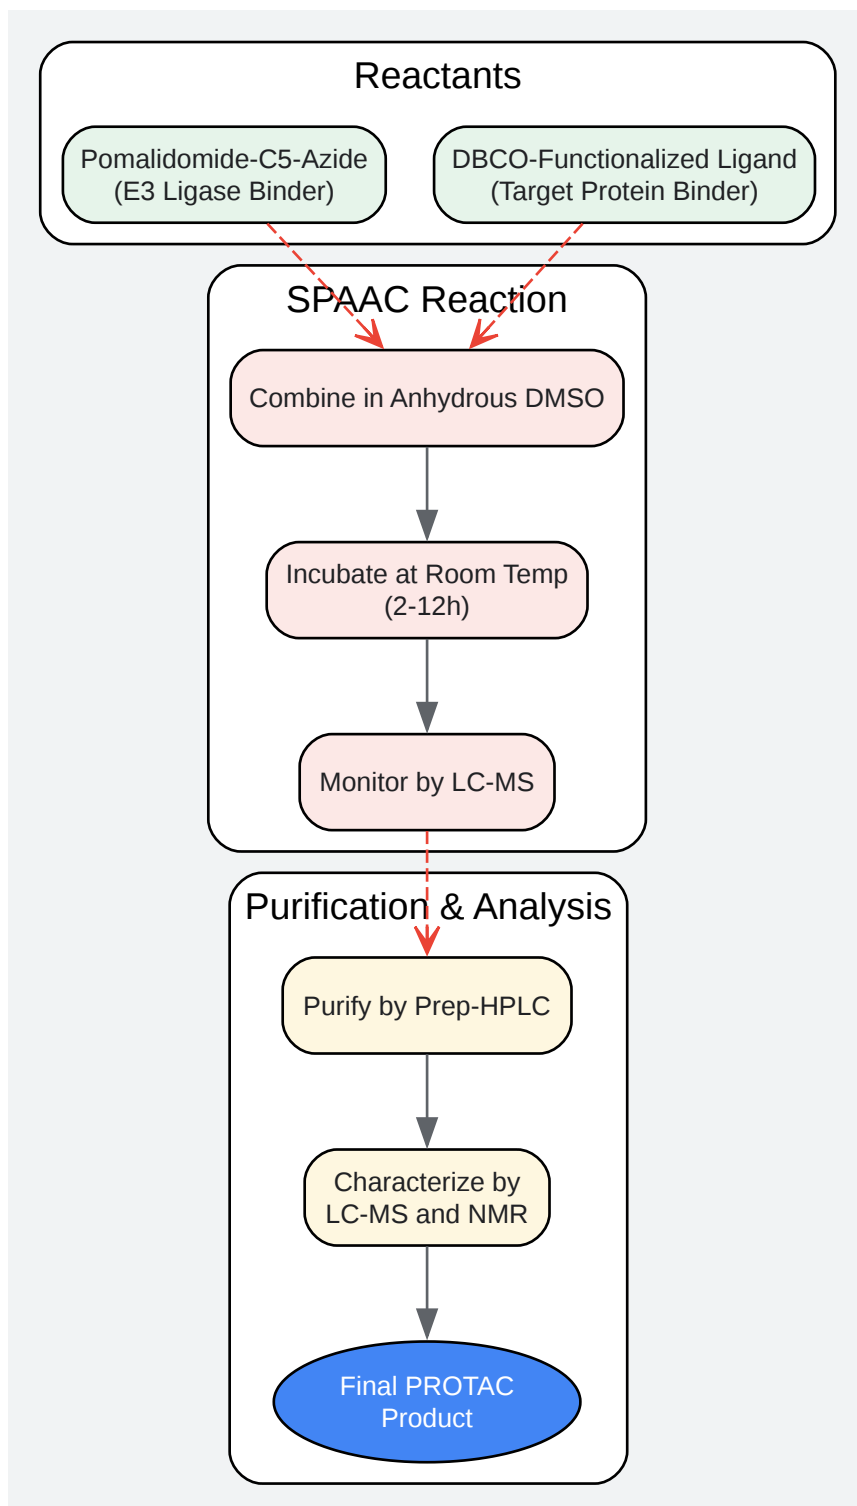 Reactants
Pomalidomide-C5-Azide
(E3 Ligase Binder)
DBCO-Functionalized Ligand
(Target Protein Binder)
SPAAC Reaction
Combine in Anhydrous DMSO
Incubate at Room Temp
(2-12h)
Monitor by LC-MS
Purification & Analysis
Purify by Prep-HPLC
Characterize by
LC-MS and NMR
Final PROTAC
Product